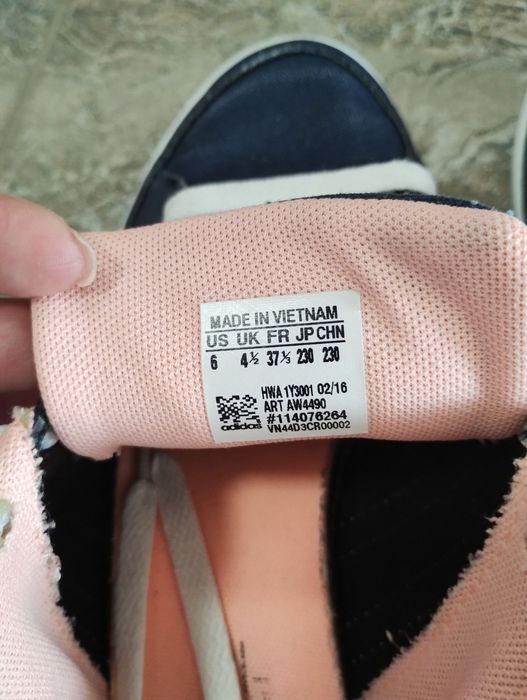 MADE IN VIETNAM
US UK FR JP CHN
6 4½ 37⅓ 230 230
HWA 1Y3001 02/16
ART AW4490
adidas #114076264
VN44D3CR00002